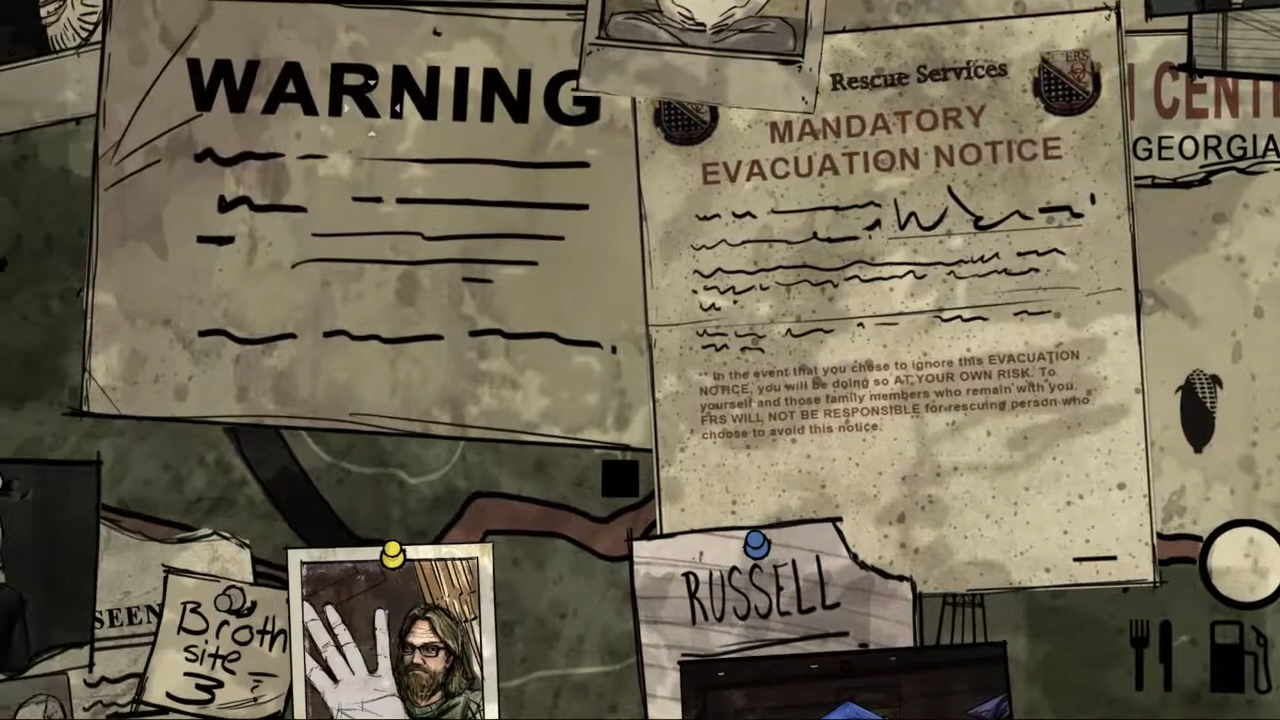 WARNING
Rescue Services
ERS
MANDATORY
EVACUATION NOTICE
CENT
GEORGIA
In the event that you chose to ignore this EVACUATION
NOTICE, you will be doing so AT YOUR OWN RISK. To
yourself and those family members who remain with you.
FRS WILL NOT BE RESPONSIBLE for rescuing person who
choose to avoid this notice.
SEEN
Broth
site
3
RUSSELL